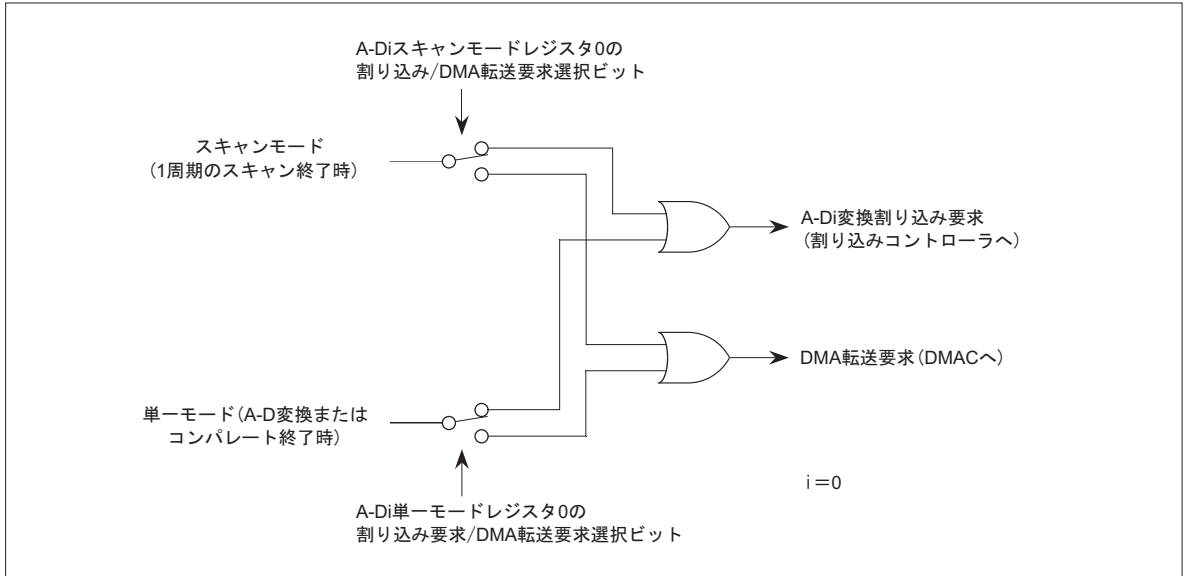 A-Diスキャンモードレジスタ0の
割り込み/DMA転送要求選択ビット
スキャンモード
(1周期のスキャン終了時)
A-Di変換割り込み要求
(割り込みコントローラへ)
DMA転送要求(DMACへ)
単一モード(A-D変換または
コンパレート終了時)
i=0
A-Di単一モードレジスタ0の
割り込み要求/DMA転送要求選択ビット